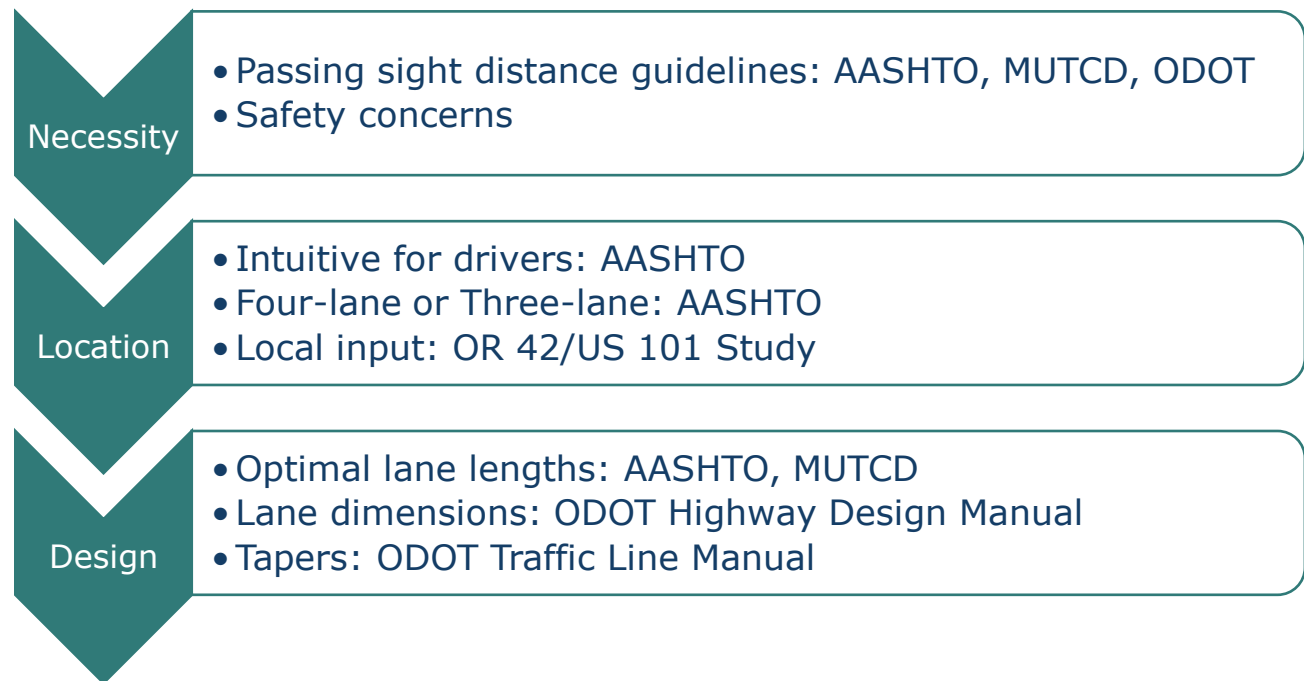 Necessity
• Passing sight distance guidelines: AASHTO, MUTCD, ODOT
• Safety concerns
Location
• Intuitive for drivers: AASHTO
• Four-lane or Three-lane: AASHTO
• Local input: OR 42/US 101 Study
Design
• Optimal lane lengths: AASHTO, MUTCD
• Lane dimensions: ODOT Highway Design Manual
• Tapers: ODOT Traffic Line Manual